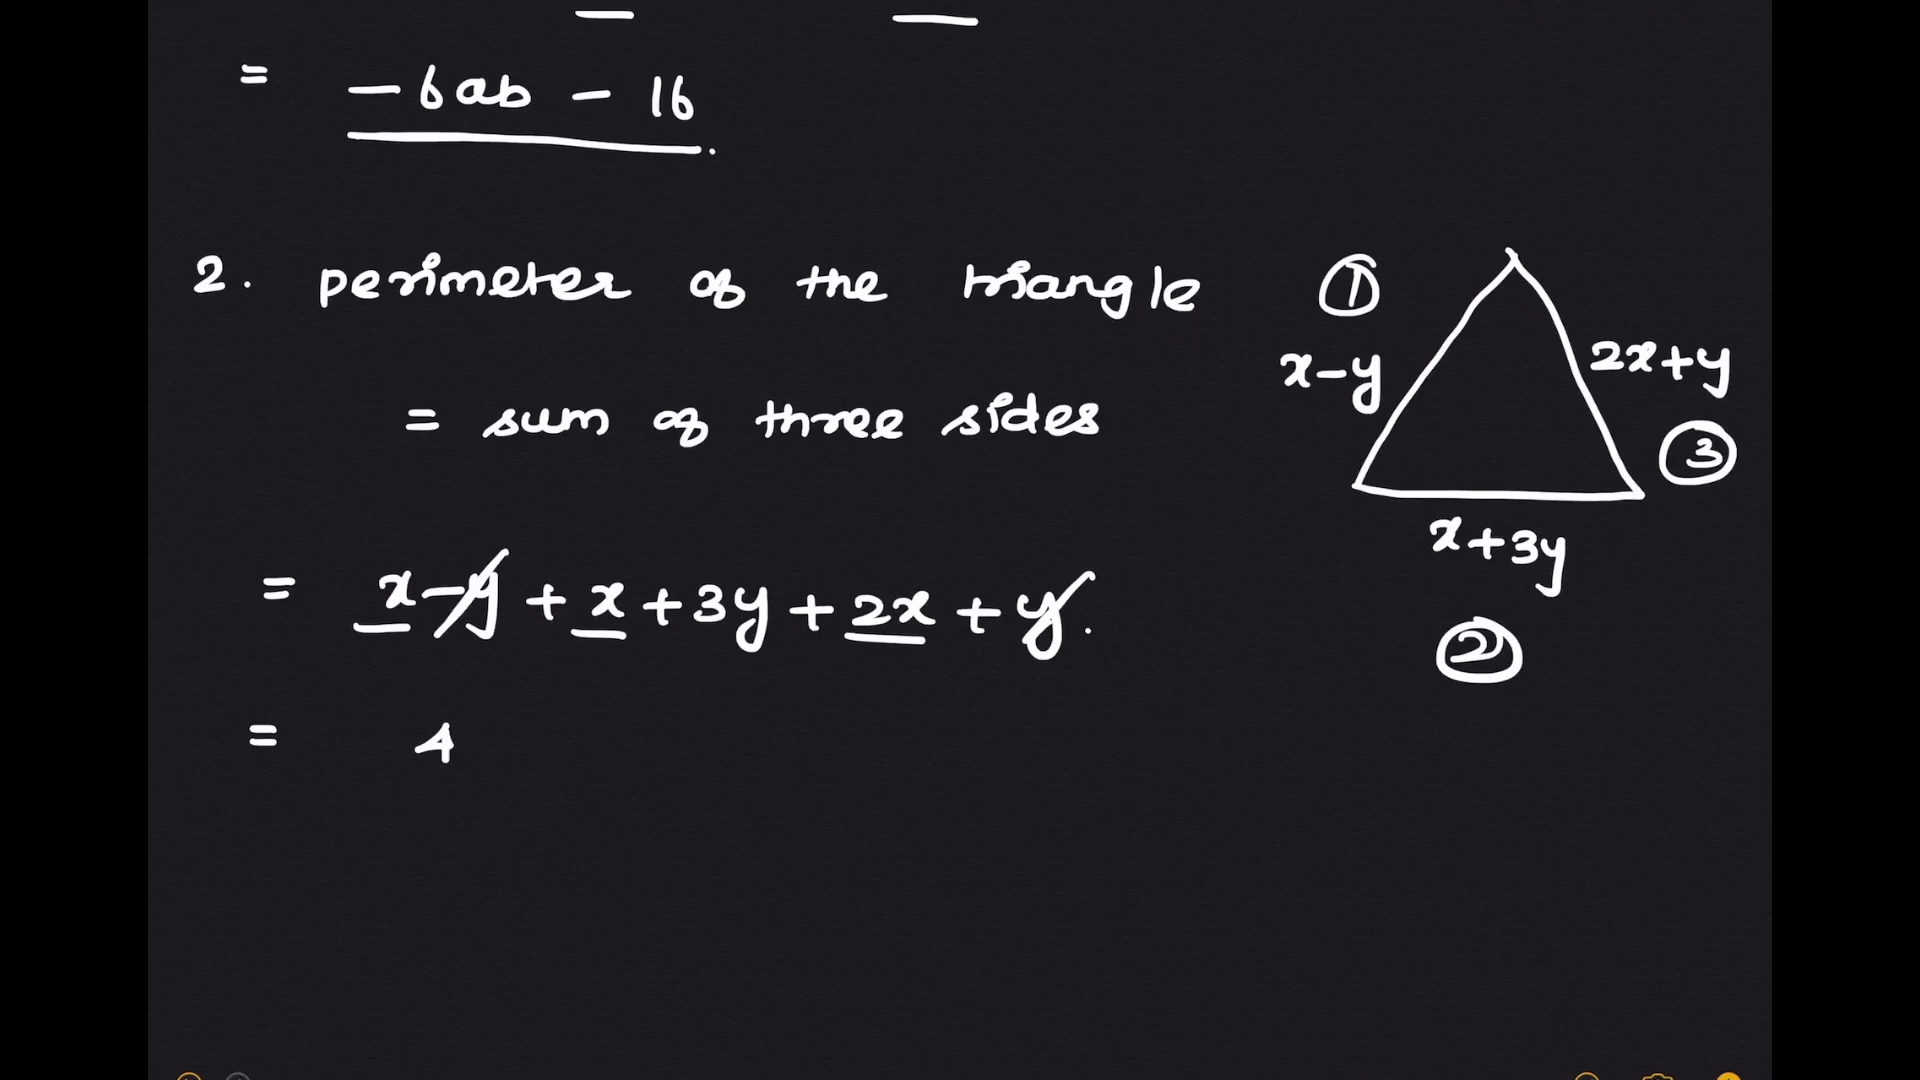 = -6ab - 16.
2. perimeter of the triangle
= sum of three sides
= x-y + x + 3y + 2x + y.
= 4
①
x-y
2x+y
③
x+3y
②